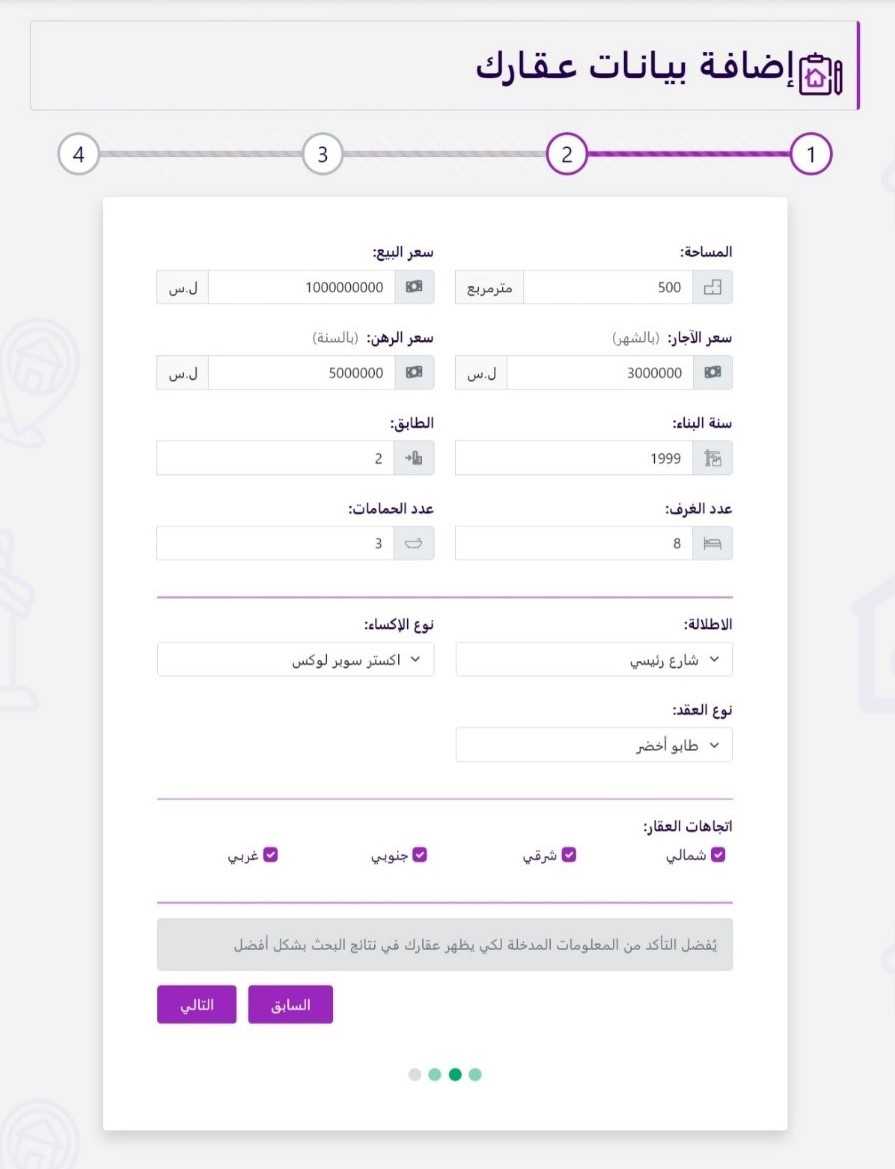 إضافة بيانات عقارك
1 2 3 4
المساحة: سعر البيع:
500 مترمربع 1000000000 ل.س
سعر الآجار: (بالشهر) سعر الرهن: (بالسنة)
3000000 ل.س 5000000 ل.س
سنة البناء: الطابق:
1999 2
عدد الغرف: عدد الحمامات:
8 3
الاطلالة: نوع الإكساء:
شارع رئيسي اكستر سوبر لوكس
نوع العقد:
طابو أخضر
اتجاهات العقار:
شمالي شرقي جنوبي غربي
يُفضل التأكد من المعلومات المدخلة لكي يظهر عقارك في نتائج البحث بشكل أفضل
السابق التالي